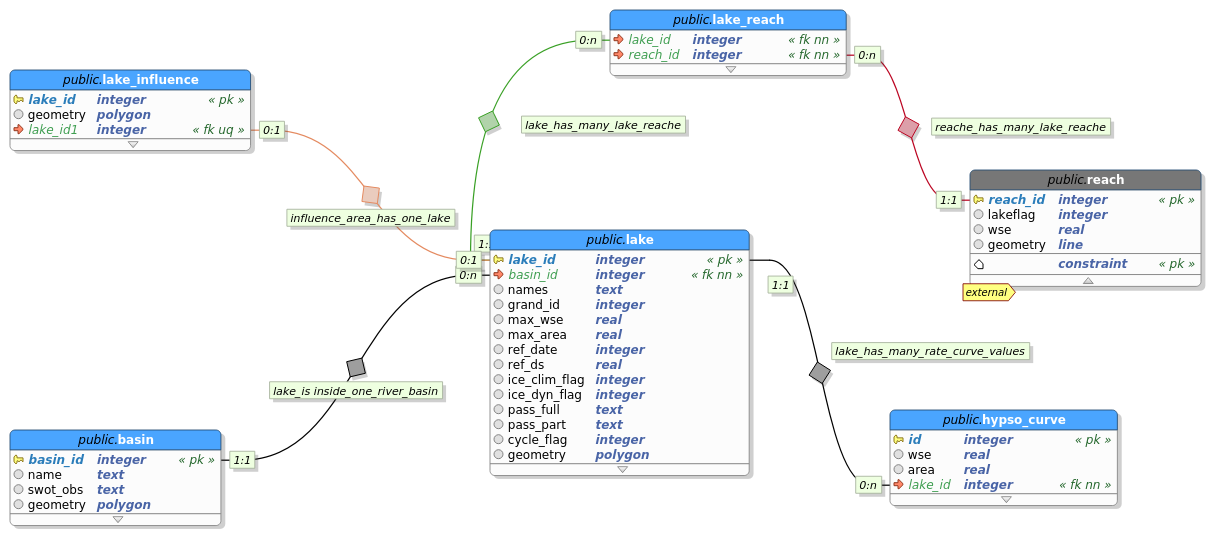 public.lake_reach
lake_id integer « fk nn »
reach_id integer « fk nn »
0:n
0:n
public.lake_influence
lake_id integer « pk »
geometry polygon
lake_id1 integer « fk uq »
0:1
lake_has_many_lake_reache
reache_has_many_lake_reache
public.reach
reach_id integer « pk »
lakeflag integer
wse real
geometry line
constraint « pk »
external
1:1
influence_area_has_one_lake
1:
0:1
0:n
public.lake
lake_id integer « pk »
basin_id integer « fk nn »
names text
grand_id integer
max_wse real
max_area real
ref_date integer
ref_ds real
ice_clim_flag integer
ice_dyn_flag integer
pass_full text
pass_part text
cycle_flag integer
geometry polygon
1:1
lake_has_many_rate_curve_values
lake_is inside_one_river_basin
public.basin
basin_id integer « pk »
name text
swot_obs text
geometry polygon
1:1
public.hypso_curve
id integer « pk »
wse real
area real
lake_id integer « fk nn »
0:n